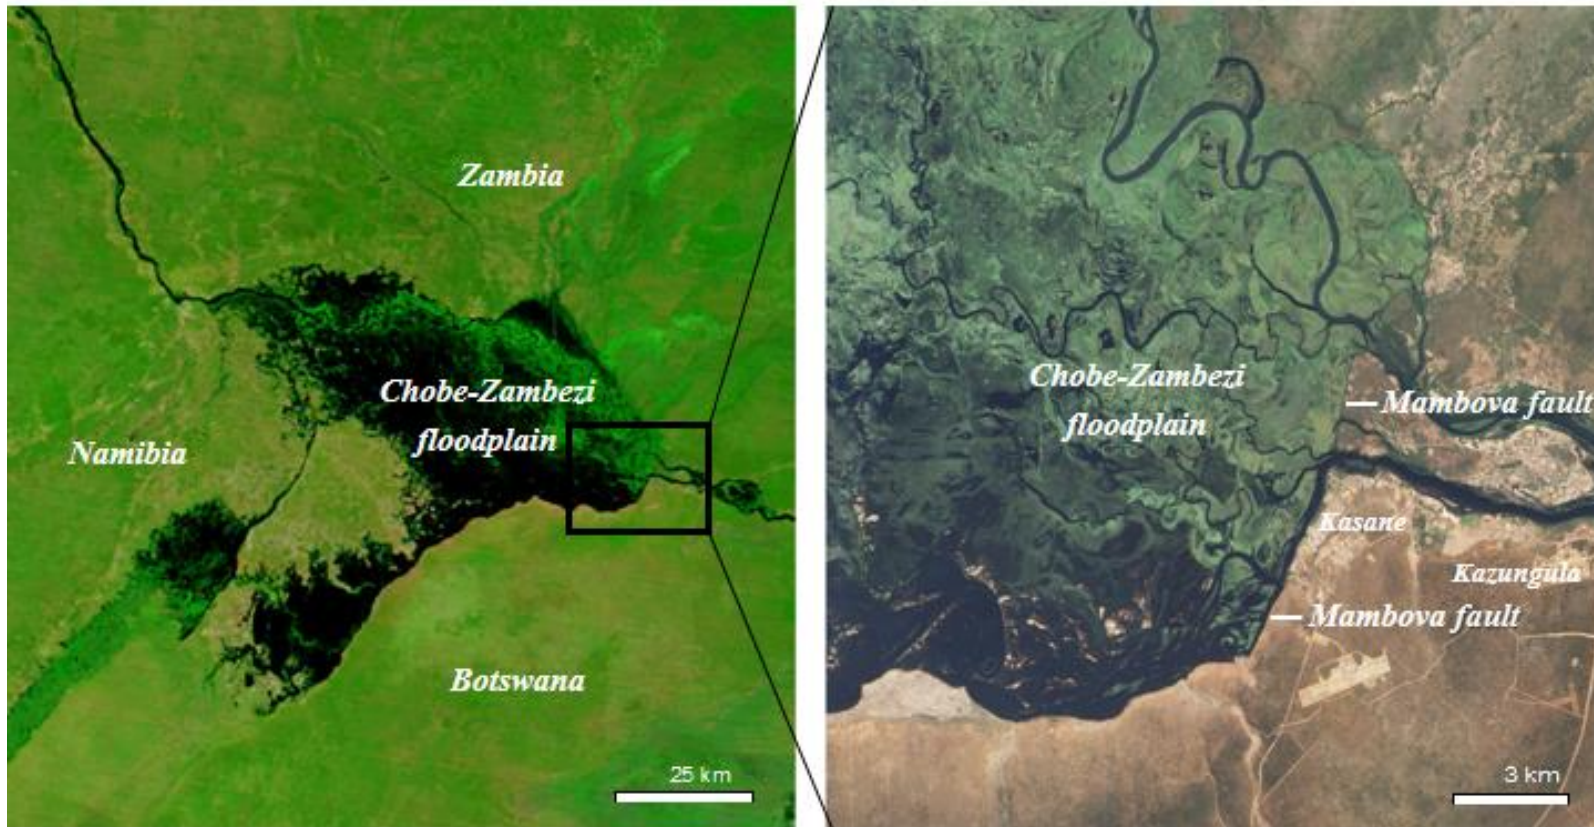 Zambia
Chobe-Zambezi
floodplain
Namibia
Botswana
25 km
Chobe-Zambezi
floodplain
Mambova fault
Kasane
Kazungula
Mambova fault
3 km